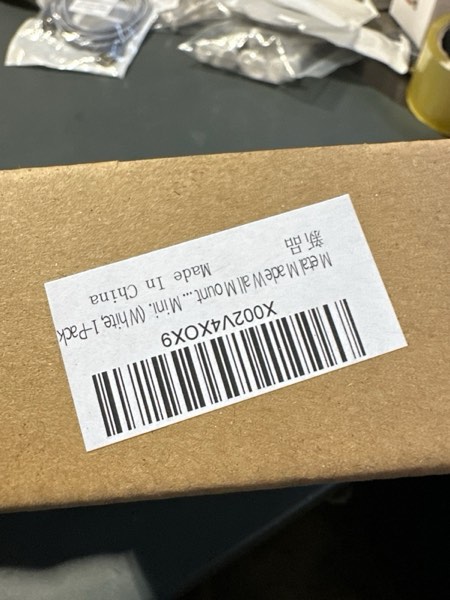 X002V4XOX9
Metal Made Wall Mount... Mini. (White, 1-Pack
新品
Made In China